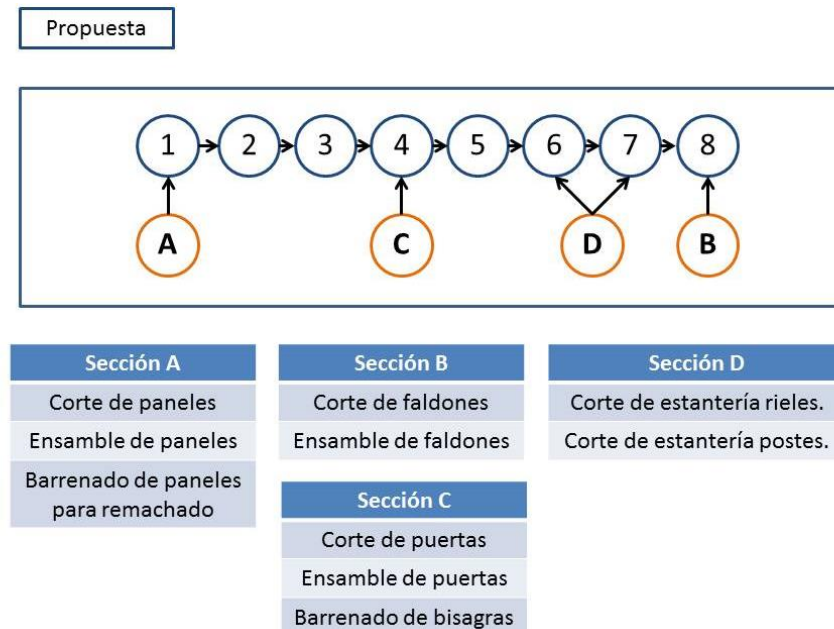 Propuesta
1 2 3 4 5 6 7 8
A C D B
Sección A
Corte de paneles
Ensamble de paneles
Barrenado de paneles
para remachado
Sección B
Corte de faldones
Ensamble de faldones
Sección D
Corte de estantería rieles.
Corte de estantería postes.
Sección C
Corte de puertas
Ensamble de puertas
Barrenado de bisagras